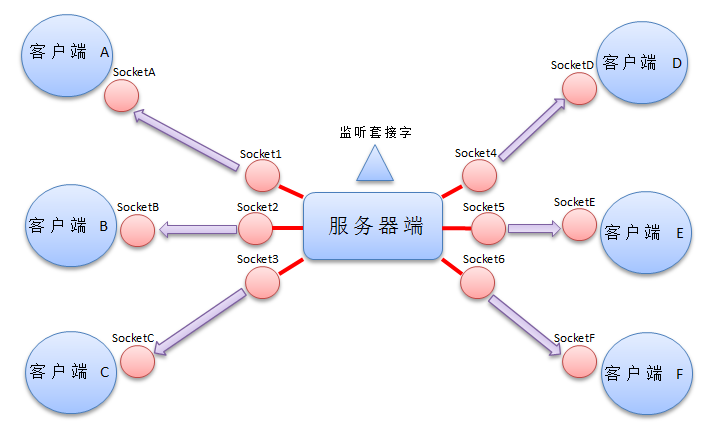 客户端 A
SocketA
SocketD
客户端 D
监听套接字
Socket1
Socket4
客户端 B
SocketB
Socket2
服务器端
Socket5
SocketE
客户端 E
Socket3
Socket6
客户端 C
SocketC
SocketF
客户端 F